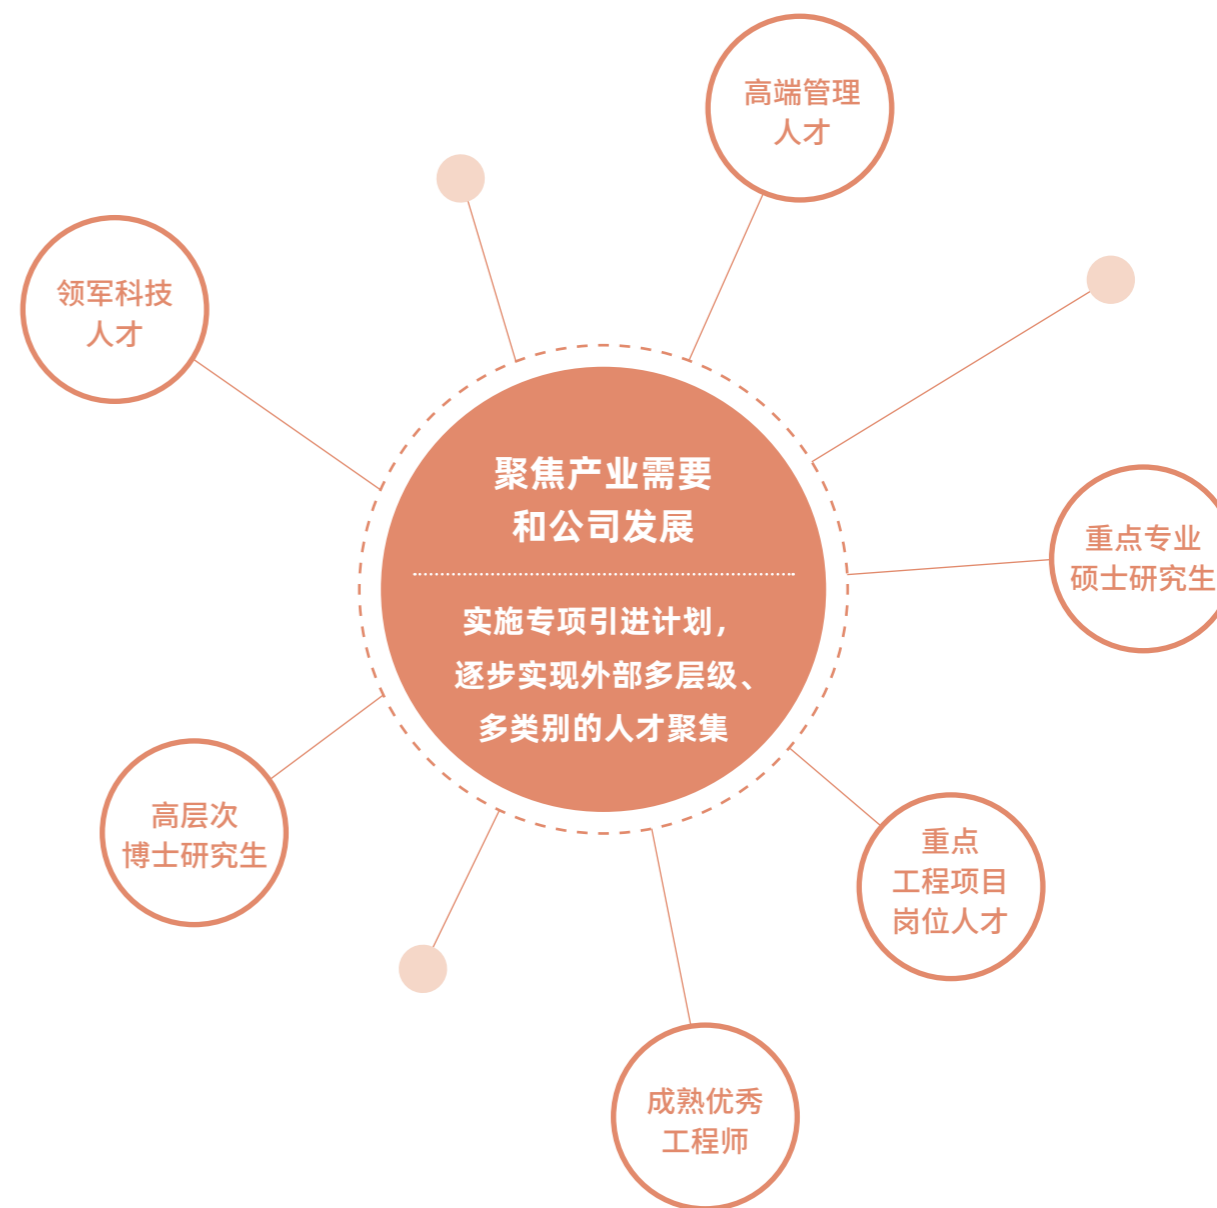 高端管理
人才
领军科技
人才
聚焦产业需要
和公司发展
实施专项引进计划，
逐步实现外部多层级、
多类别的人才聚集
重点专业
硕士研究生
高层次
博士研究生
重点
工程项目
岗位人才
成熟优秀
工程师